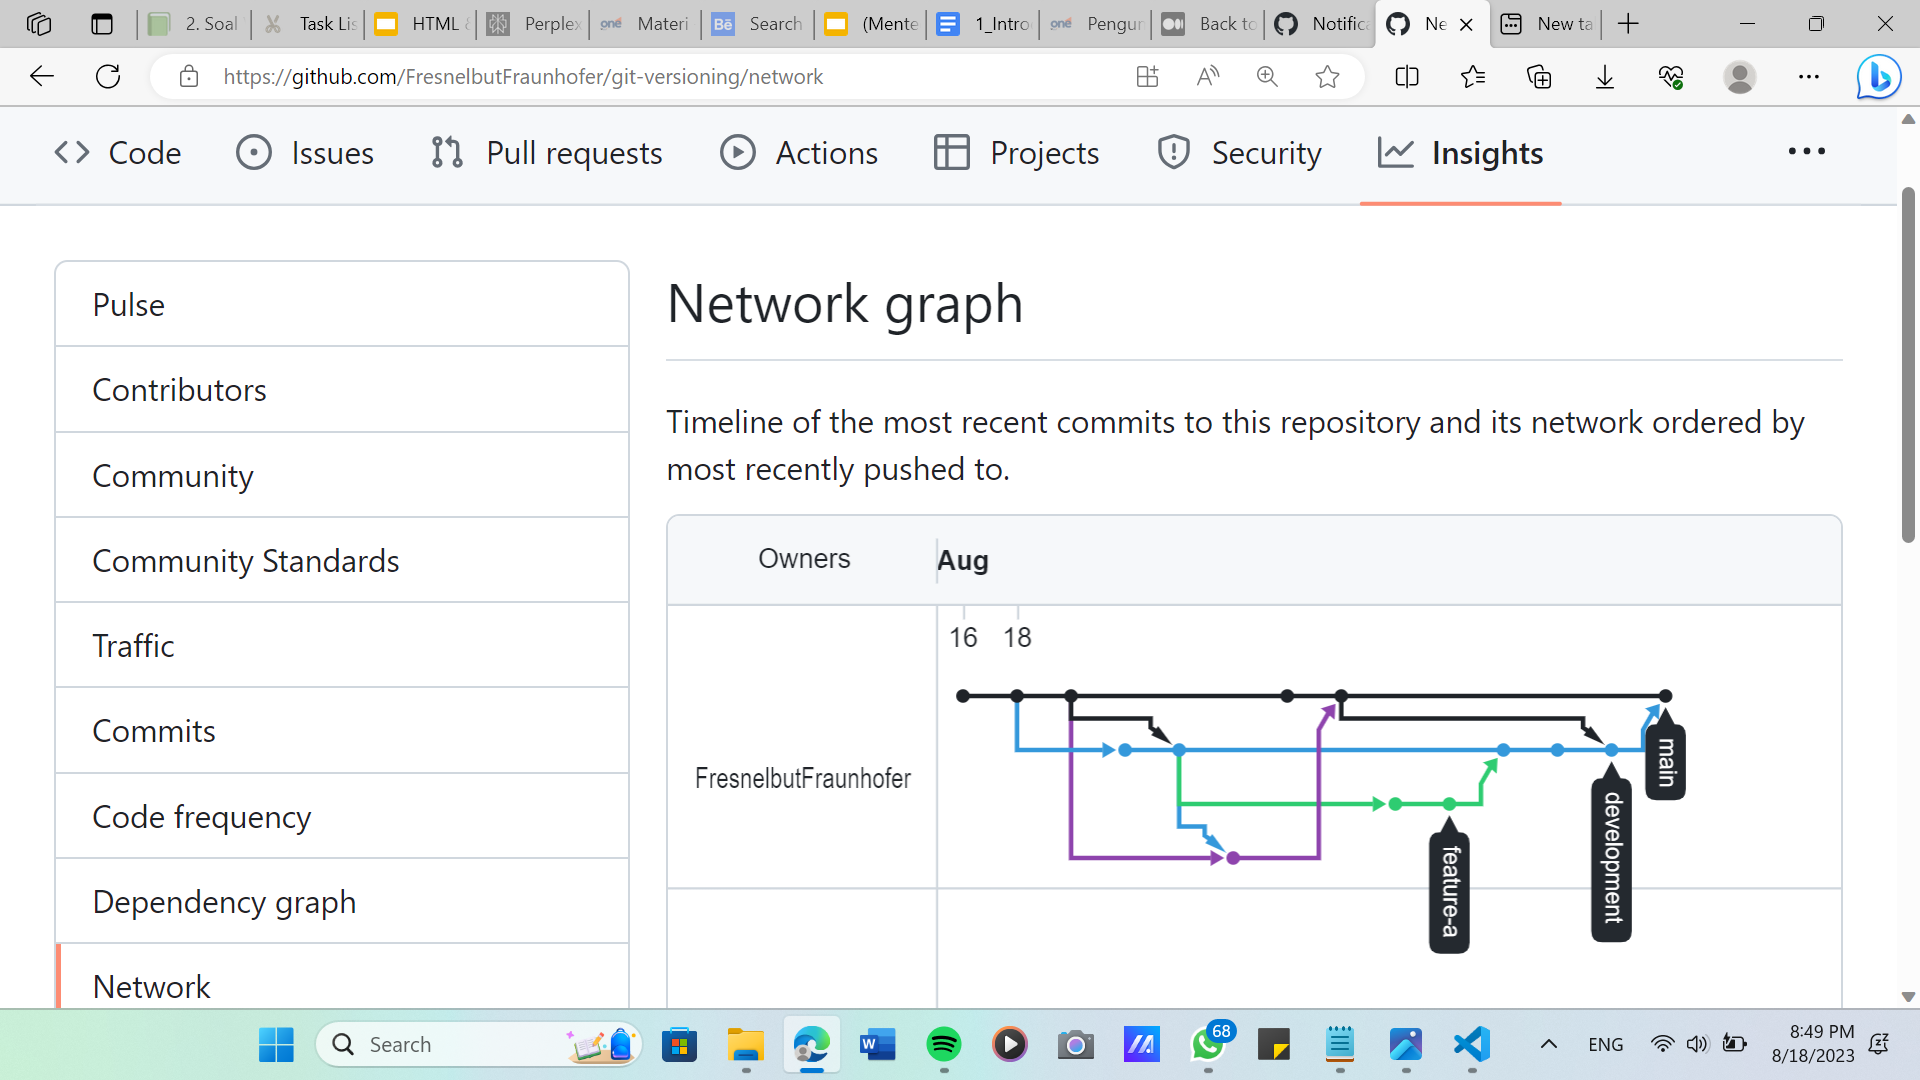 2. Soal
Task Lis
HTML &
Perplex
Materi
Search
(Mente
1_Intro
Pengun
Back to
Notifica
Ne
New ta
https://github.com/FresnelbutFraunhofer/git-versioning/network
Code
Issues
Pull requests
Actions
Projects
Security
Insights
Pulse
Contributors
Community
Community Standards
Traffic
Commits
Code frequency
Dependency graph
Network
Network graph
Timeline of the most recent commits to this repository and its network ordered by
most recently pushed to.
Owners
Aug
16 18
FresnelbutFraunhofer
main
development
feature-a
Search
68
ENG
8:49 PM
8/18/2023